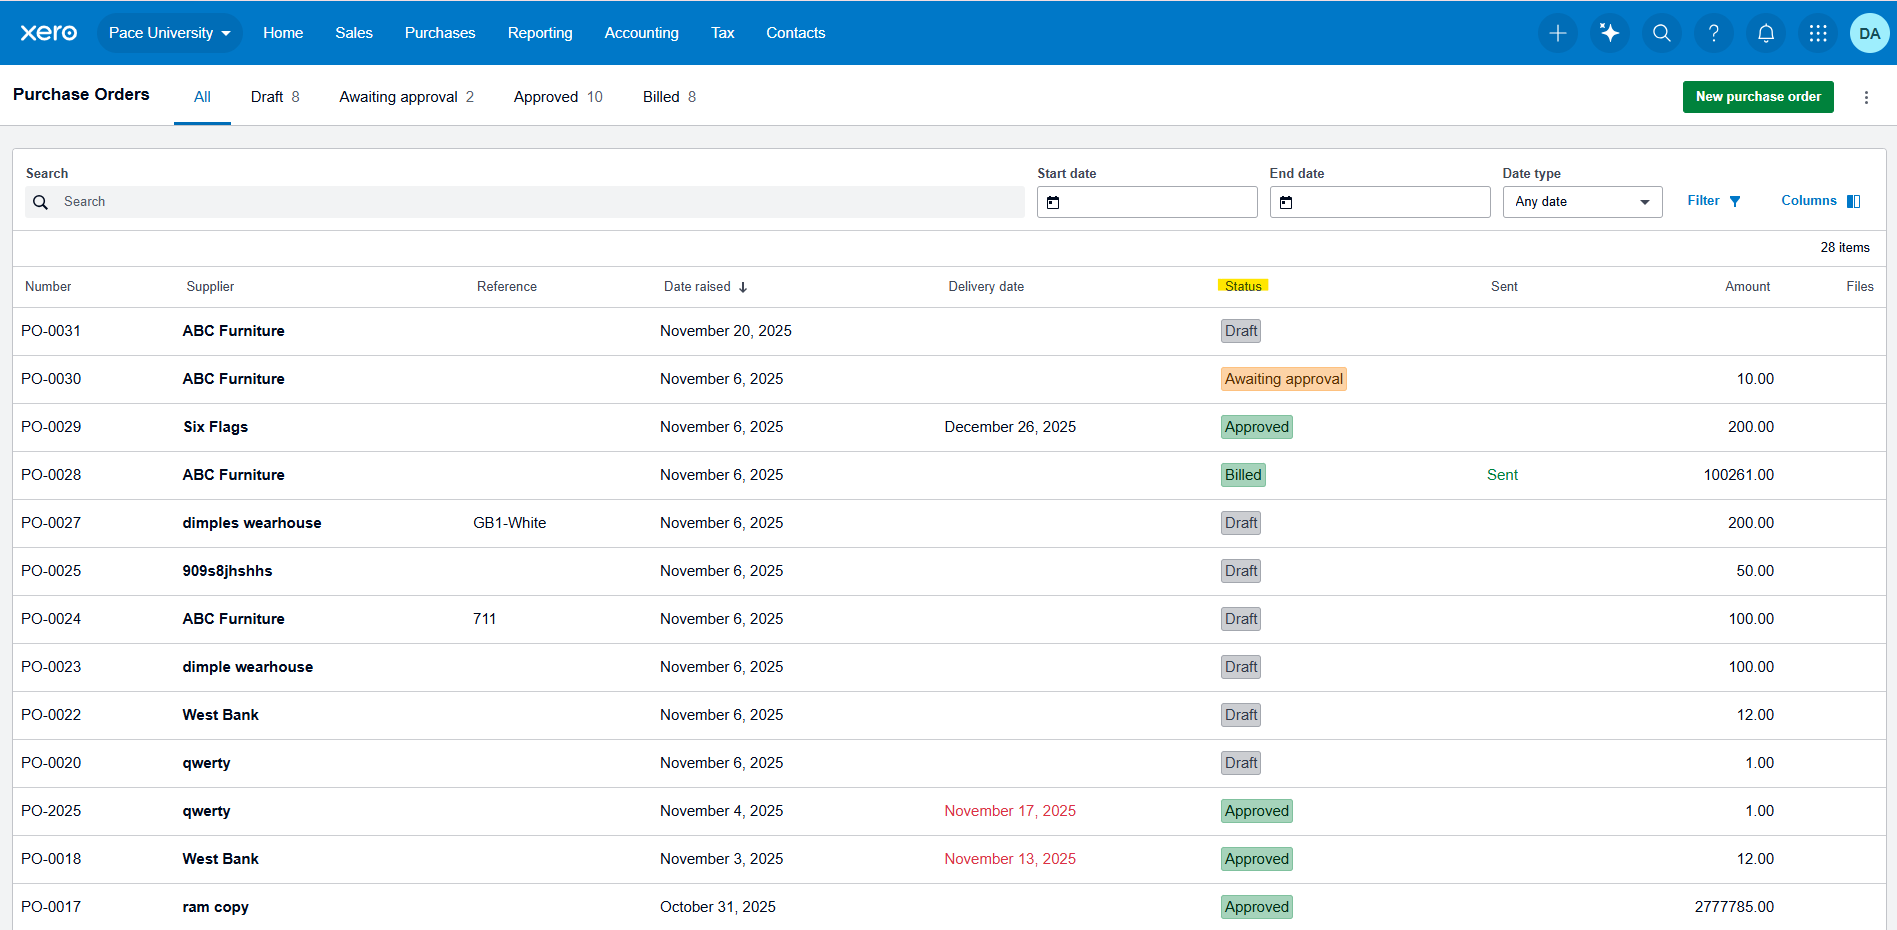 xero Pace University Home Sales Purchases Reporting Accounting Tax Contacts ? DA
Purchase Orders All Draft 8 Awaiting approval 2 Approved 10 Billed 8 New purchase order
Search Start date End date Date type
Search Any date Filter Columns
28 items
Number Supplier Reference Date raised Delivery date Status Sent Amount Files
PO-0031 ABC Furniture November 20, 2025 Draft
PO-0030 ABC Furniture November 6, 2025 Awaiting approval 10.00
PO-0029 Six Flags November 6, 2025 December 26, 2025 Approved 200.00
PO-0028 ABC Furniture November 6, 2025 Billed Sent 100261.00
PO-0027 dimples wearhouse GB1-White November 6, 2025 Draft 200.00
PO-0025 909s8jhshhs November 6, 2025 Draft 50.00
PO-0024 ABC Furniture 711 November 6, 2025 Draft 100.00
PO-0023 dimple wearhouse November 6, 2025 Draft 100.00
PO-0022 West Bank November 6, 2025 Draft 12.00
PO-0020 qwerty November 6, 2025 Draft 1.00
PO-2025 qwerty November 4, 2025 November 17, 2025 Approved 1.00
PO-0018 West Bank November 3, 2025 November 13, 2025 Approved 12.00
PO-0017 ram copy October 31, 2025 Approved 2777785.00